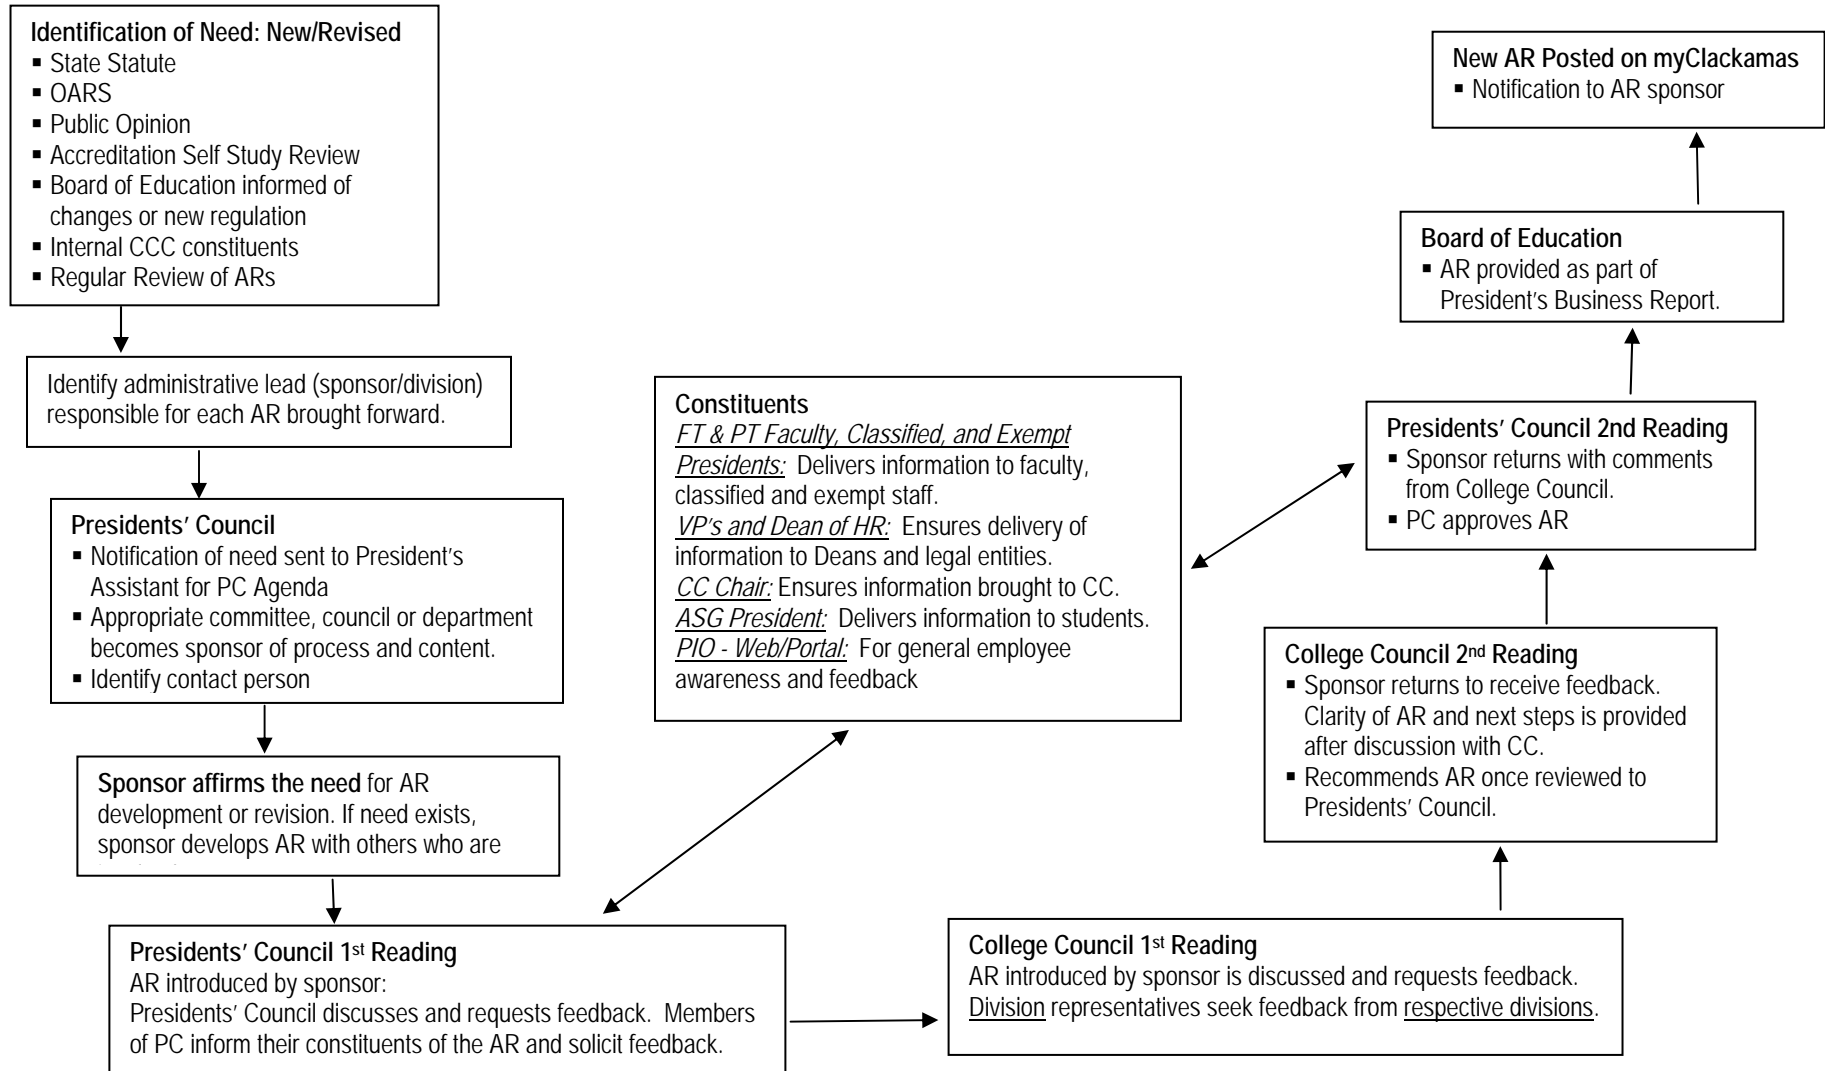 Identification of Need: New/Revised
▪ State Statute
▪ OARS
▪ Public Opinion
▪ Accreditation Self Study Review
▪ Board of Education informed of
changes or new regulation
▪ Internal CCC constituents
▪ Regular Review of ARs
Identify administrative lead (sponsor/division)
responsible for each AR brought forward.
Presidents’ Council
▪ Notification of need sent to President’s
Assistant for PC Agenda
▪ Appropriate committee, council or department
becomes sponsor of process and content.
▪ Identify contact person
Sponsor affirms the need for AR
development or revision. If need exists,
sponsor develops AR with others who are
Presidents’ Council 1st Reading
AR introduced by sponsor:
Presidents’ Council discusses and requests feedback.  Members
of PC inform their constituents of the AR and solicit feedback.
Constituents
FT & PT Faculty, Classified, and Exempt
Presidents:  Delivers information to faculty,
classified and exempt staff.
VP’s and Dean of HR:  Ensures delivery of
information to Deans and legal entities.
CC Chair: Ensures information brought to CC.
ASG President:  Delivers information to students.
PIO - Web/Portal:  For general employee
awareness and feedback
College Council 1st Reading
AR introduced by sponsor is discussed and requests feedback.
Division representatives seek feedback from respective divisions.
College Council 2nd Reading
▪ Sponsor returns to receive feedback.
Clarity of AR and next steps is provided
after discussion with CC.
▪ Recommends AR once reviewed to
Presidents’ Council.
Presidents’ Council 2nd Reading
▪ Sponsor returns with comments
from College Council.
▪ PC approves AR
Board of Education
▪ AR provided as part of
President’s Business Report.
New AR Posted on myClackamas
▪ Notification to AR sponsor